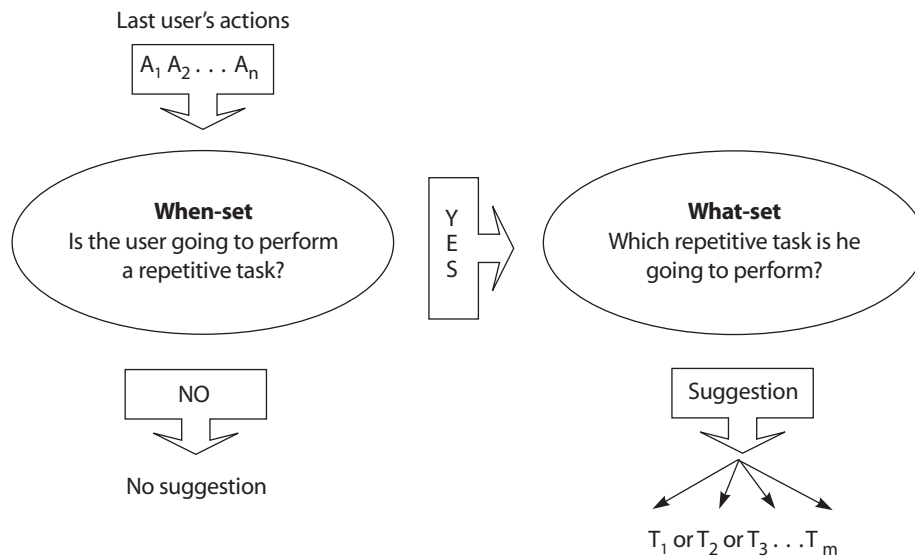 Last user's actions
A1 A2 . . . An
When-set
Is the user going to perform
a repetitive task?
Y
E
S
What-set
Which repetitive task is he
going to perform?
NO
No suggestion
Suggestion
T1 or T2 or T3 . . . Tm